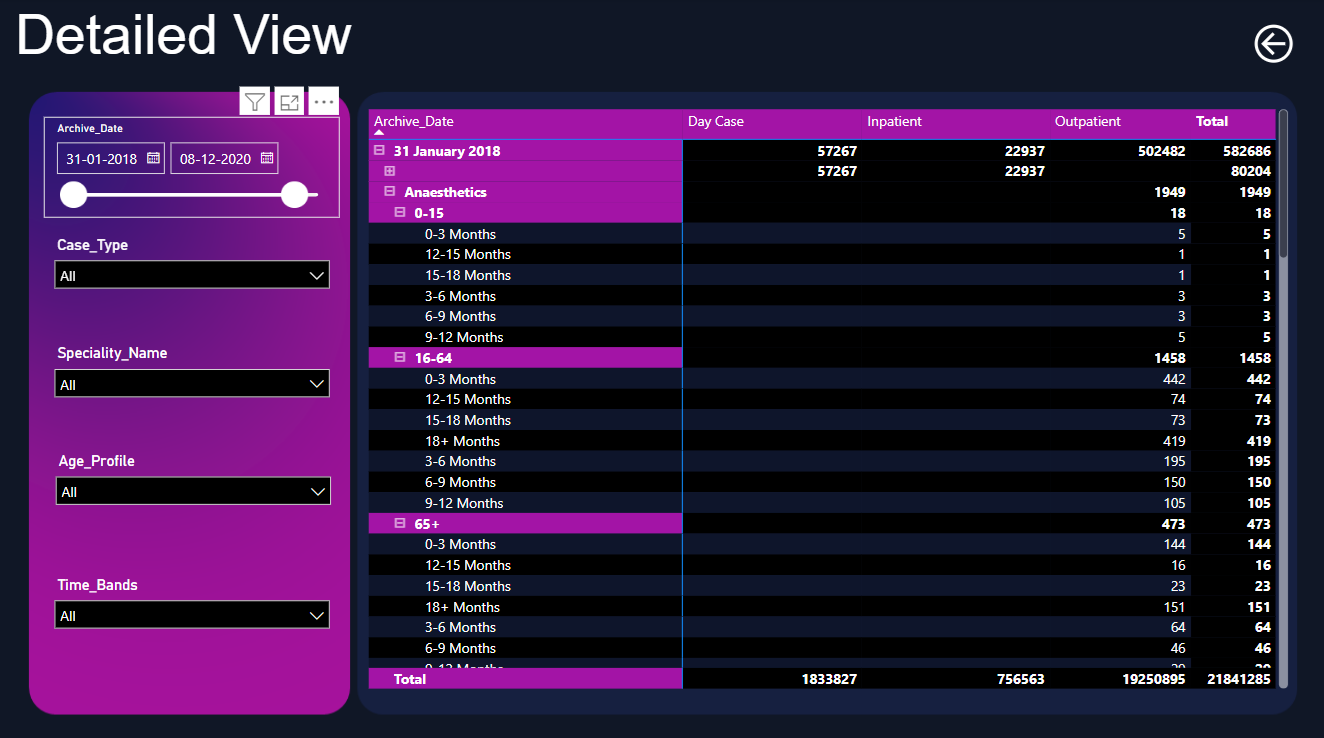 Detailed View
Archive_Date
31-01-2018 08-12-2020
Case_Type
All
Speciality_Name
All
Age_Profile
All
Time_Bands
All
Archive_Date Day Case Inpatient Outpatient Total
31 January 2018 57267 22937 502482 582686
57267 22937 80204
Anaesthetics 1949 1949
0-15 18 18
0-3 Months 5 5
12-15 Months 1 1
15-18 Months 1 1
3-6 Months 3 3
6-9 Months 3 3
9-12 Months 5 5
16-64 1458 1458
0-3 Months 442 442
12-15 Months 74 74
15-18 Months 73 73
18+ Months 419 419
3-6 Months 195 195
6-9 Months 150 150
9-12 Months 105 105
65+ 473 473
0-3 Months 144 144
12-15 Months 16 16
15-18 Months 23 23
18+ Months 151 151
3-6 Months 64 64
6-9 Months 46 46
Total 1833827 756563 19250895 21841285